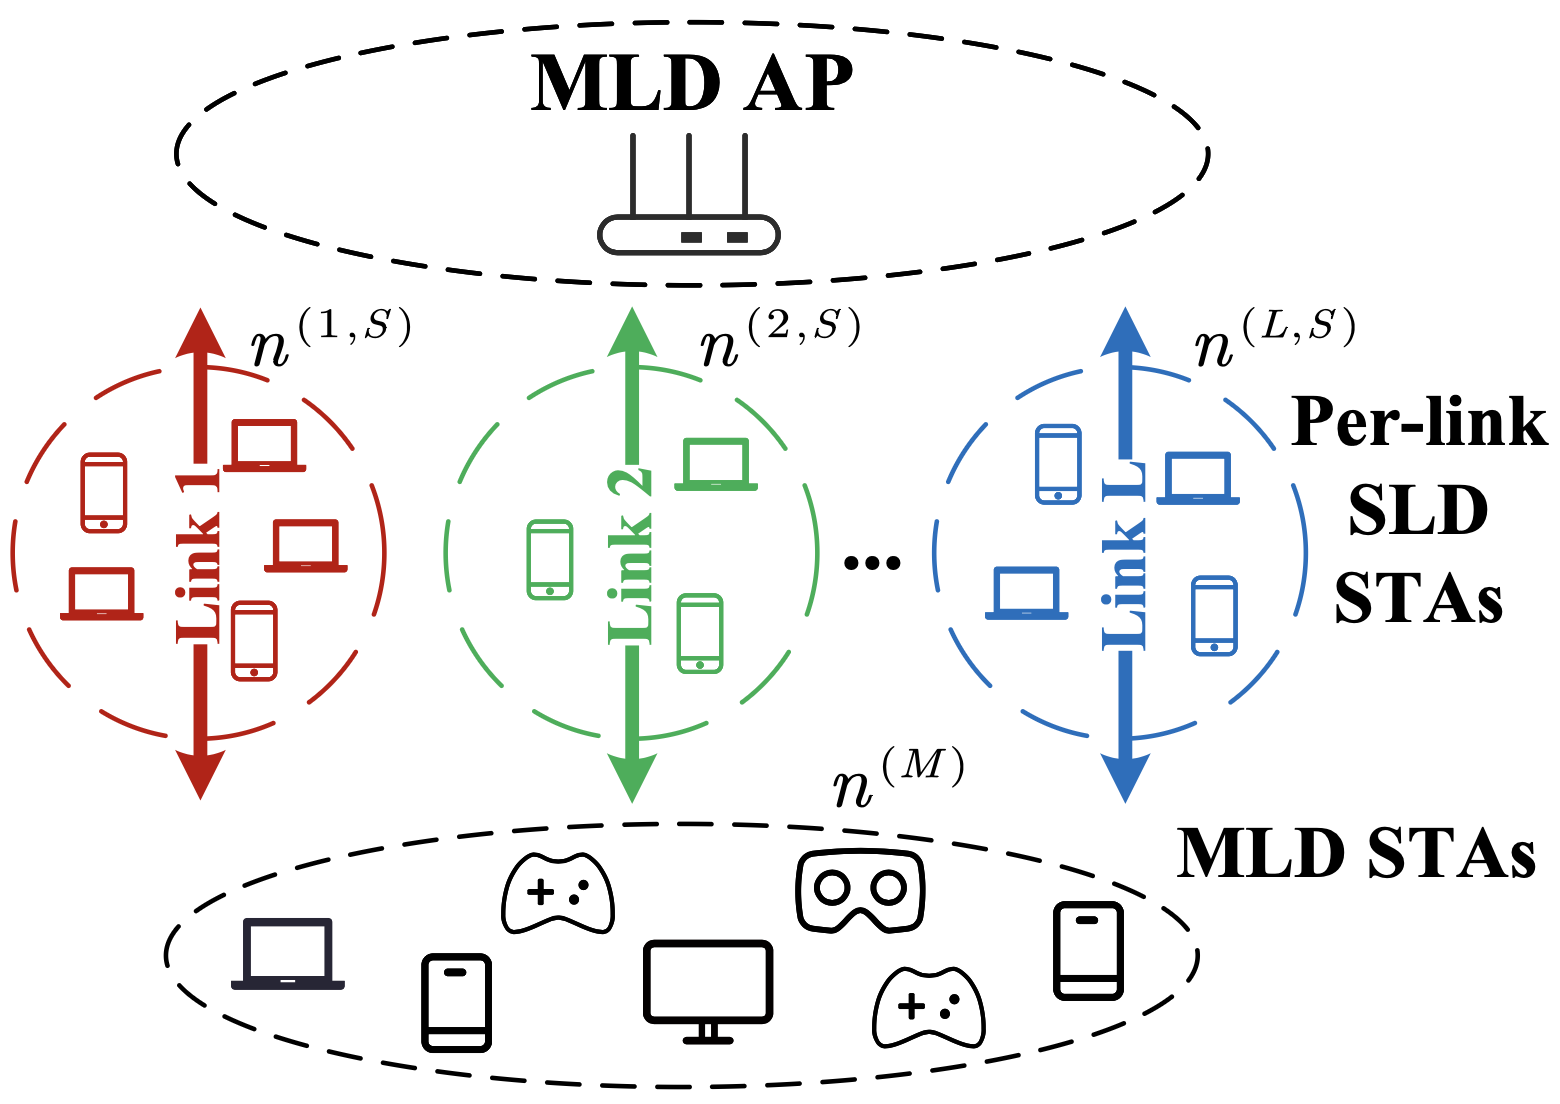 MLD AP
n^(1,S)
n^(2,S)
n^(L,S)
Link 1
Link 2
...
Link L
Per-link
SLD
STAs
n^(M)
MLD STAs